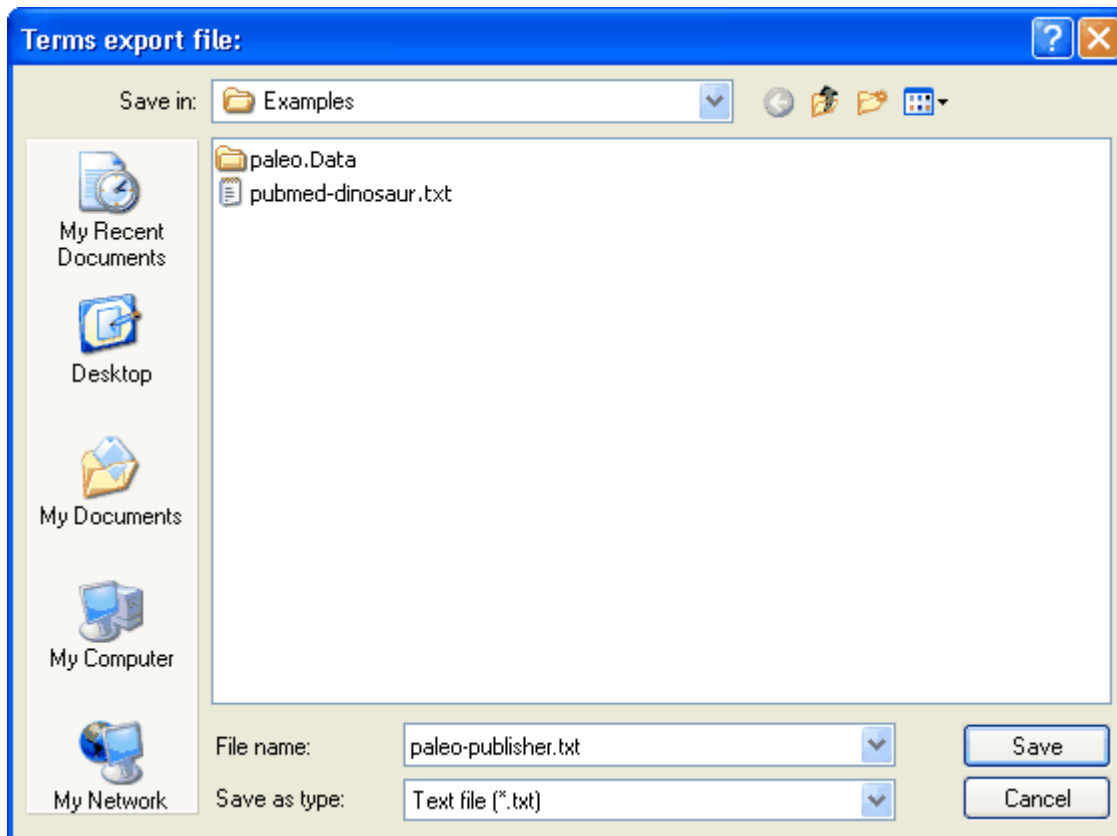 Terms export file:
Save in: Examples
paleo.Data
pubmed-dinosaur.txt
My Recent
Documents
Desktop
My Documents
My Computer
My Network
File name: paleo-publisher.txt Save
Save as type: Text file (*.txt) Cancel